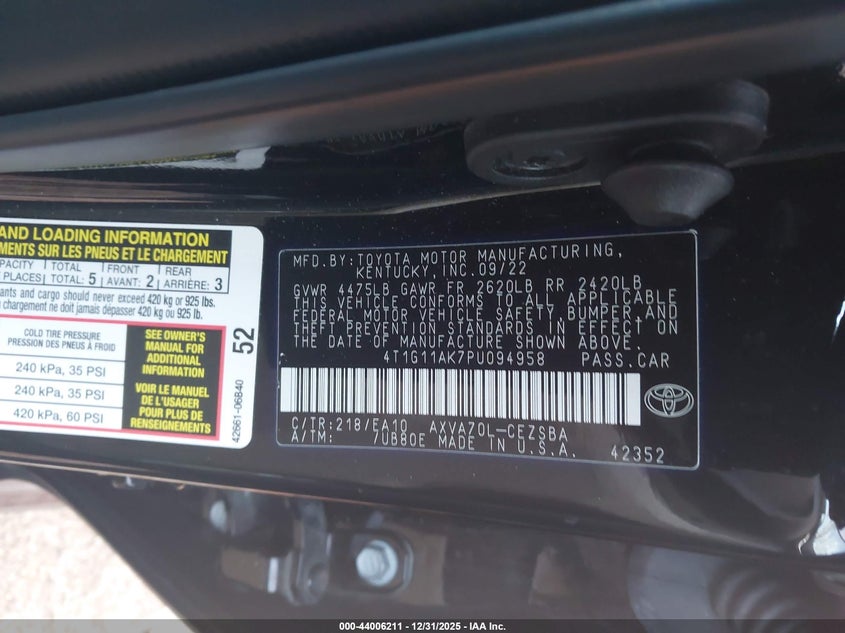 AND LOADING INFORMATION
EMENTS SUR LES PNEUS ET LE CHARGEMENT
CAPACITY TOTAL FRONT REAR
PLACES TOTAL: 5 AVANT: 2 ARRIÈRE: 3
ants and cargo should never exceed 420 kg or 925 lbs.
chargement ne doit jamais dépasser 420 kg ou 925 lb.
COLD TIRE PRESSURE
PRESSION DES PNEUS À FROID
240 kPa, 35 PSI
240 kPa, 35 PSI
420 kPa, 60 PSI
SEE OWNER'S
MANUAL FOR
ADDITIONAL
INFORMATION
VOIR LE MANUEL
DE L'USAGER
POUR PLUS DE
RENSEIGNEMENTS
52
42661-06B40
MFD.BY:TOYOTA MOTOR MANUFACTURING,
KENTUCKY,INC.09/22
GVWR 4475LB GAWR FR 2620LB RR 2420LB
THIS VEHICLE CONFORMS TO ALL APPLICABLE
FEDERAL MOTOR VEHICLE SAFETY,BUMPER,AND
THEFT PREVENTION STANDARDS IN EFFECT ON
THE DATE OF MANUFACTURE SHOWN ABOVE.
4T1G11AK7PU094958 PASS.CAR
C/TR:218/EA10 AXVA70L-CEZSBA
A/TM: /UB80E MADE IN U.S.A.
42352
000-44006211 - 12/31/2025 - IAA Inc.